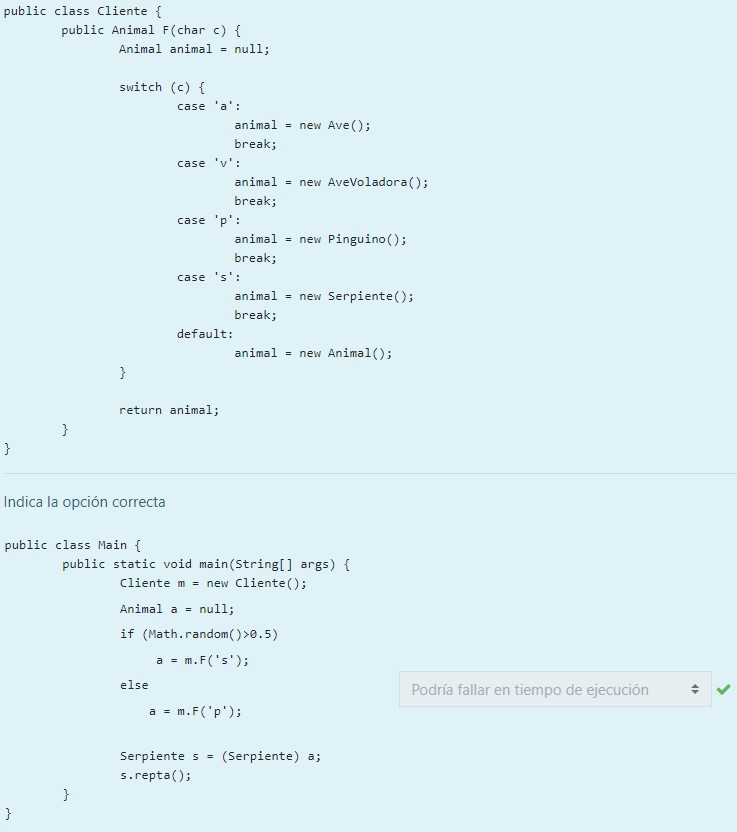 public class Cliente {
public Animal F(char c) {
Animal animal = null;
switch (c) {
case 'a':
animal = new Ave();
break;
case 'v':
animal = new AveVoladora();
break;
case 'p':
animal = new Pinguino();
break;
case 's':
animal = new Serpiente();
break;
default:
animal = new Animal();
}
return animal;
}
}
Indica la opción correcta
public class Main {
public static void main(String[] args) {
Cliente m = new Cliente();
Animal a = null;
if (Math.random()>0.5)
a = m.F('s');
else
Podría fallar en tiempo de ejecución
a = m.F('p');
Serpiente s = (Serpiente) a;
s.repta();
}
}